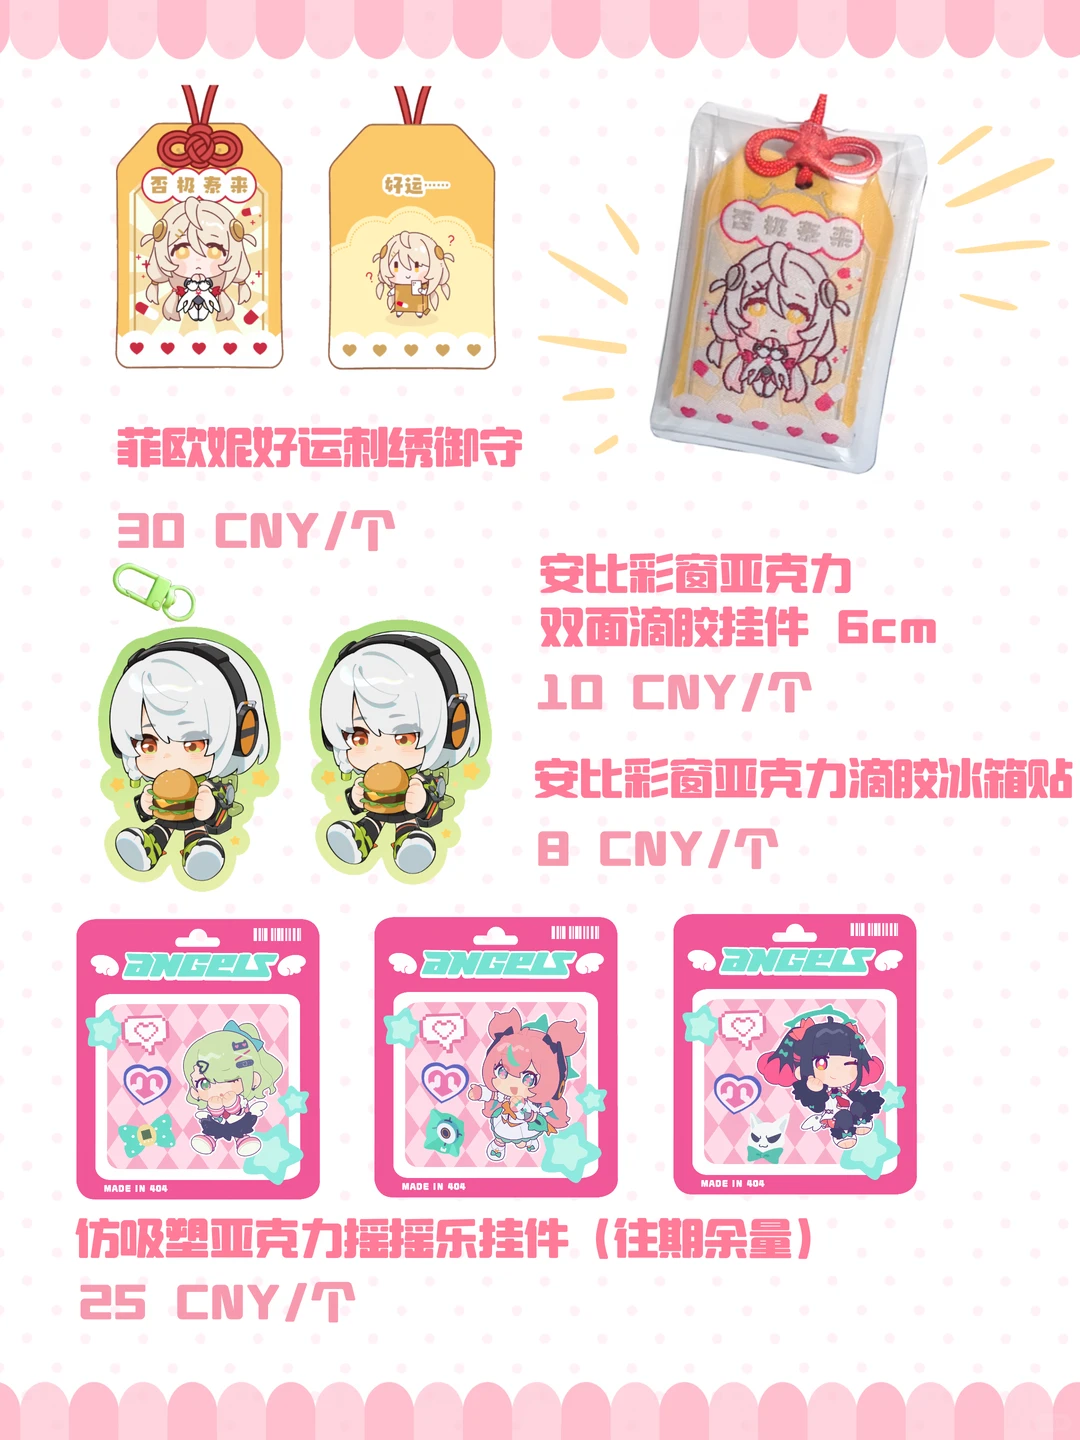 否极泰来
好运……
否极泰来
菲欧妮好运刺绣御守
30 CNY/个
安比彩窗亚克力
双面滴胶挂件 6cm
10 CNY/个
安比彩窗亚克力滴胶冰箱贴
8 CNY/个
ANGELS
MADE IN 404
ANGELS
MADE IN 404
ANGELS
MADE IN 404
仿吸塑亚克力摇摇乐挂件（往期余量）
25 CNY/个